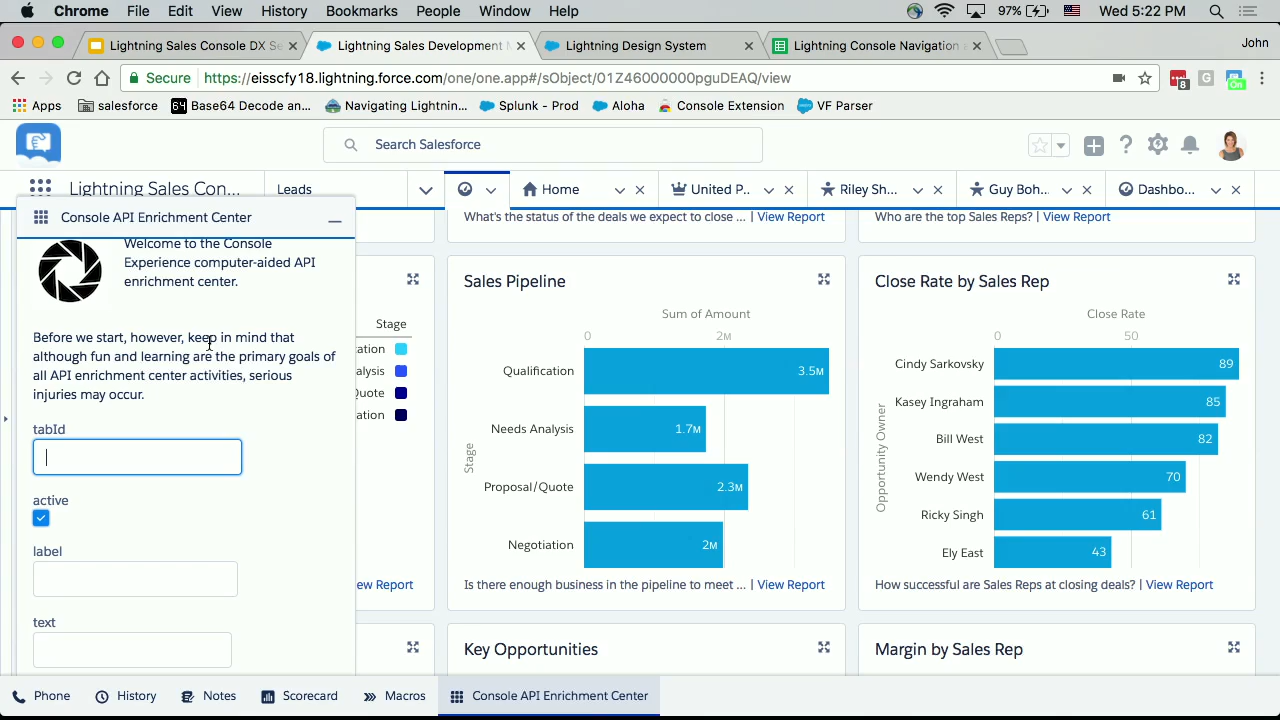 Chrome File Edit View History Bookmarks People Window Help 97% Wed 5:22 PM
Lightning Sales Console DX Se Lightning Sales Development Lightning Design System Lightning Console Navigation a John
Secure https://eisscfy18.lightning.force.com/one/one.app#/sObject/01Z46000000pguDEAQ/view 8 G On
Apps salesforce 64 Base64 Decode an... Navigating Lightnin... Splunk - Prod Aloha Console Extension VF Parser
Search Salesforce
Lightning Sales Con... Leads Home United P... Riley Sh... Guy Boh... Dashbo...
Console API Enrichment Center
Welcome to the Console
Experience computer-aided API
enrichment center.
Before we start, however, keep in mind that
although fun and learning are the primary goals of
all API enrichment center activities, serious
injuries may occur.
tabId
active
label
text
Stage
ation
alysis
Quote
ation
ew Report
What's the status of the deals we expect to close ... | View Report
Sales Pipeline
Sum of Amount
0 2M
Stage
Qualification 3.5M
Needs Analysis 1.7M
Proposal/Quote 2.3M
Negotiation 2M
Is there enough business in the pipeline to meet ... | View Report
Key Opportunities
Who are the top Sales Reps? | View Report
Close Rate by Sales Rep
Close Rate
0 50
Opportunity Owner
Cindy Sarkovsky 89
Kasey Ingraham 85
Bill West 82
Wendy West 70
Ricky Singh 61
Ely East 43
How successful are Sales Reps at closing deals? | View Report
Margin by Sales Rep
Phone History Notes Scorecard Macros Console API Enrichment Center